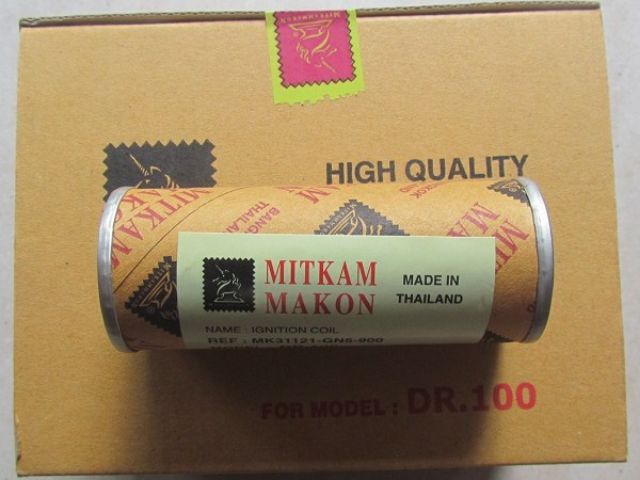 HIGH QUALITY
MITKAM
MAKON
MADE IN
THAILAND
NAME : IGNITION COIL
REF : MK31121-GN5-900
FOR MODEL : DR.100